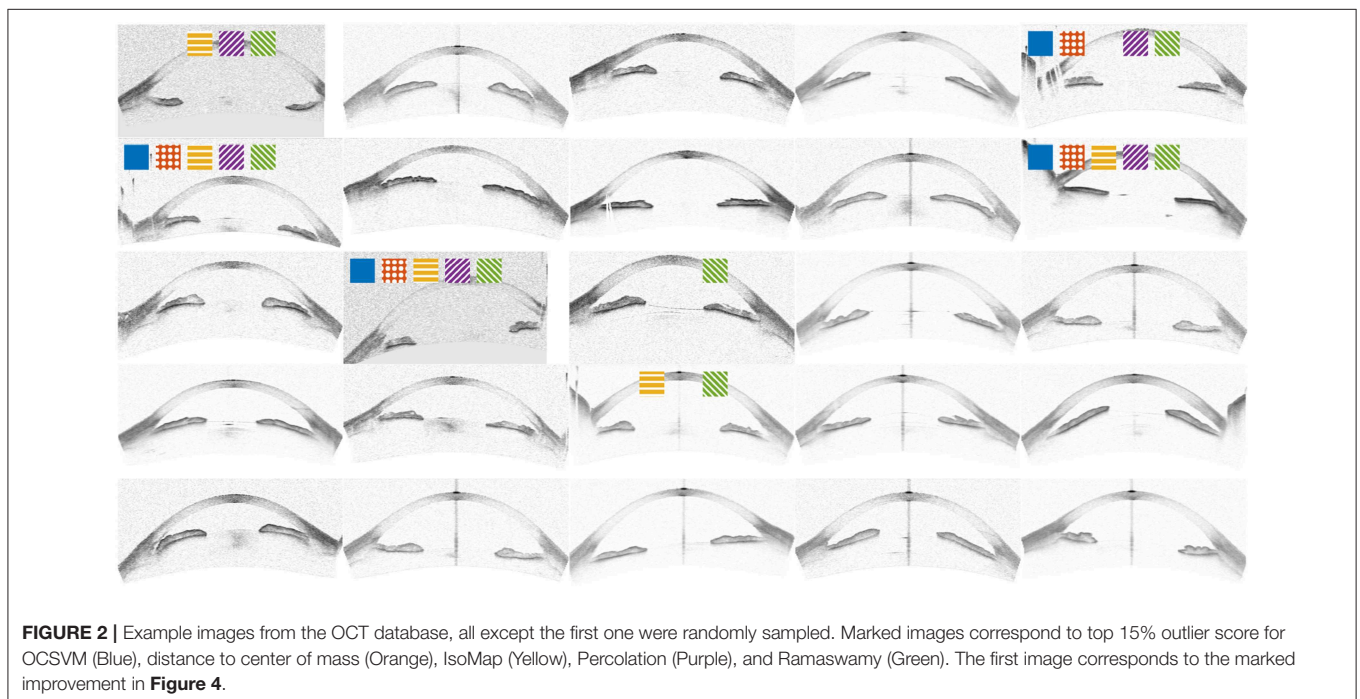 FIGURE 2 | Example images from the OCT database, all except the first one were randomly sampled. Marked images correspond to top 15% outlier score for
OCSVM (Blue), distance to center of mass (Orange), IsoMap (Yellow), Percolation (Purple), and Ramaswamy (Green). The first image corresponds to the marked
improvement in Figure 4.